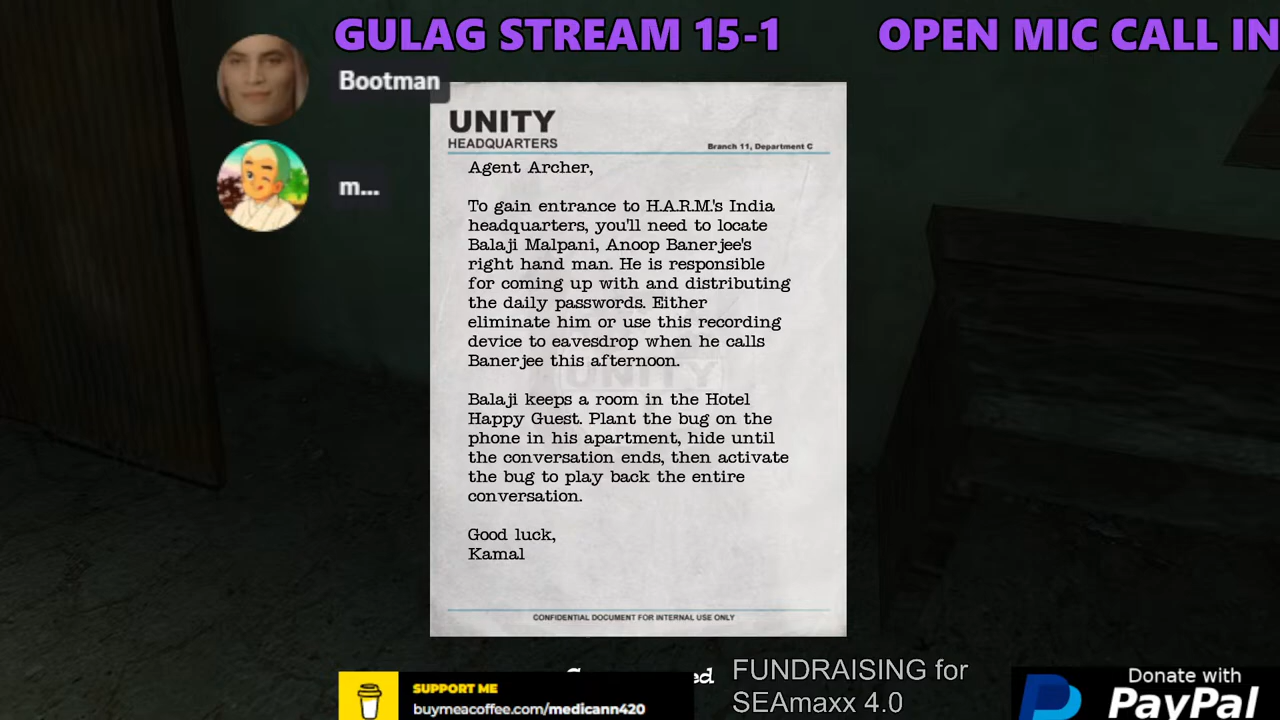 GULAG STREAM 15-1 OPEN MIC CALL IN
Bootman
m...
UNITY
HEADQUARTERS
Branch 11, Department C
Agent Archer,
To gain entrance to H.A.R.M.'s India
headquarters, you'll need to locate
Balaji Malpani, Anoop Banerjee's
right hand man. He is responsible
for coming up with and distributing
the daily passwords. Either
eliminate him or use this recording
device to eavesdrop when he calls
Banerjee this afternoon.
UNITY
Balaji keeps a room in the Hotel
Happy Guest. Plant the bug on the
phone in his apartment, hide until
the conversation ends, then activate
the bug to play back the entire
conversation.
Good luck,
Kamal
CONFIDENTIAL DOCUMENT FOR INTERNAL USE ONLY
SUPPORT ME
buymeacoffee.com/medicann420
FUNDRAISING for
SEAmaxx 4.0
Donate with
PayPal